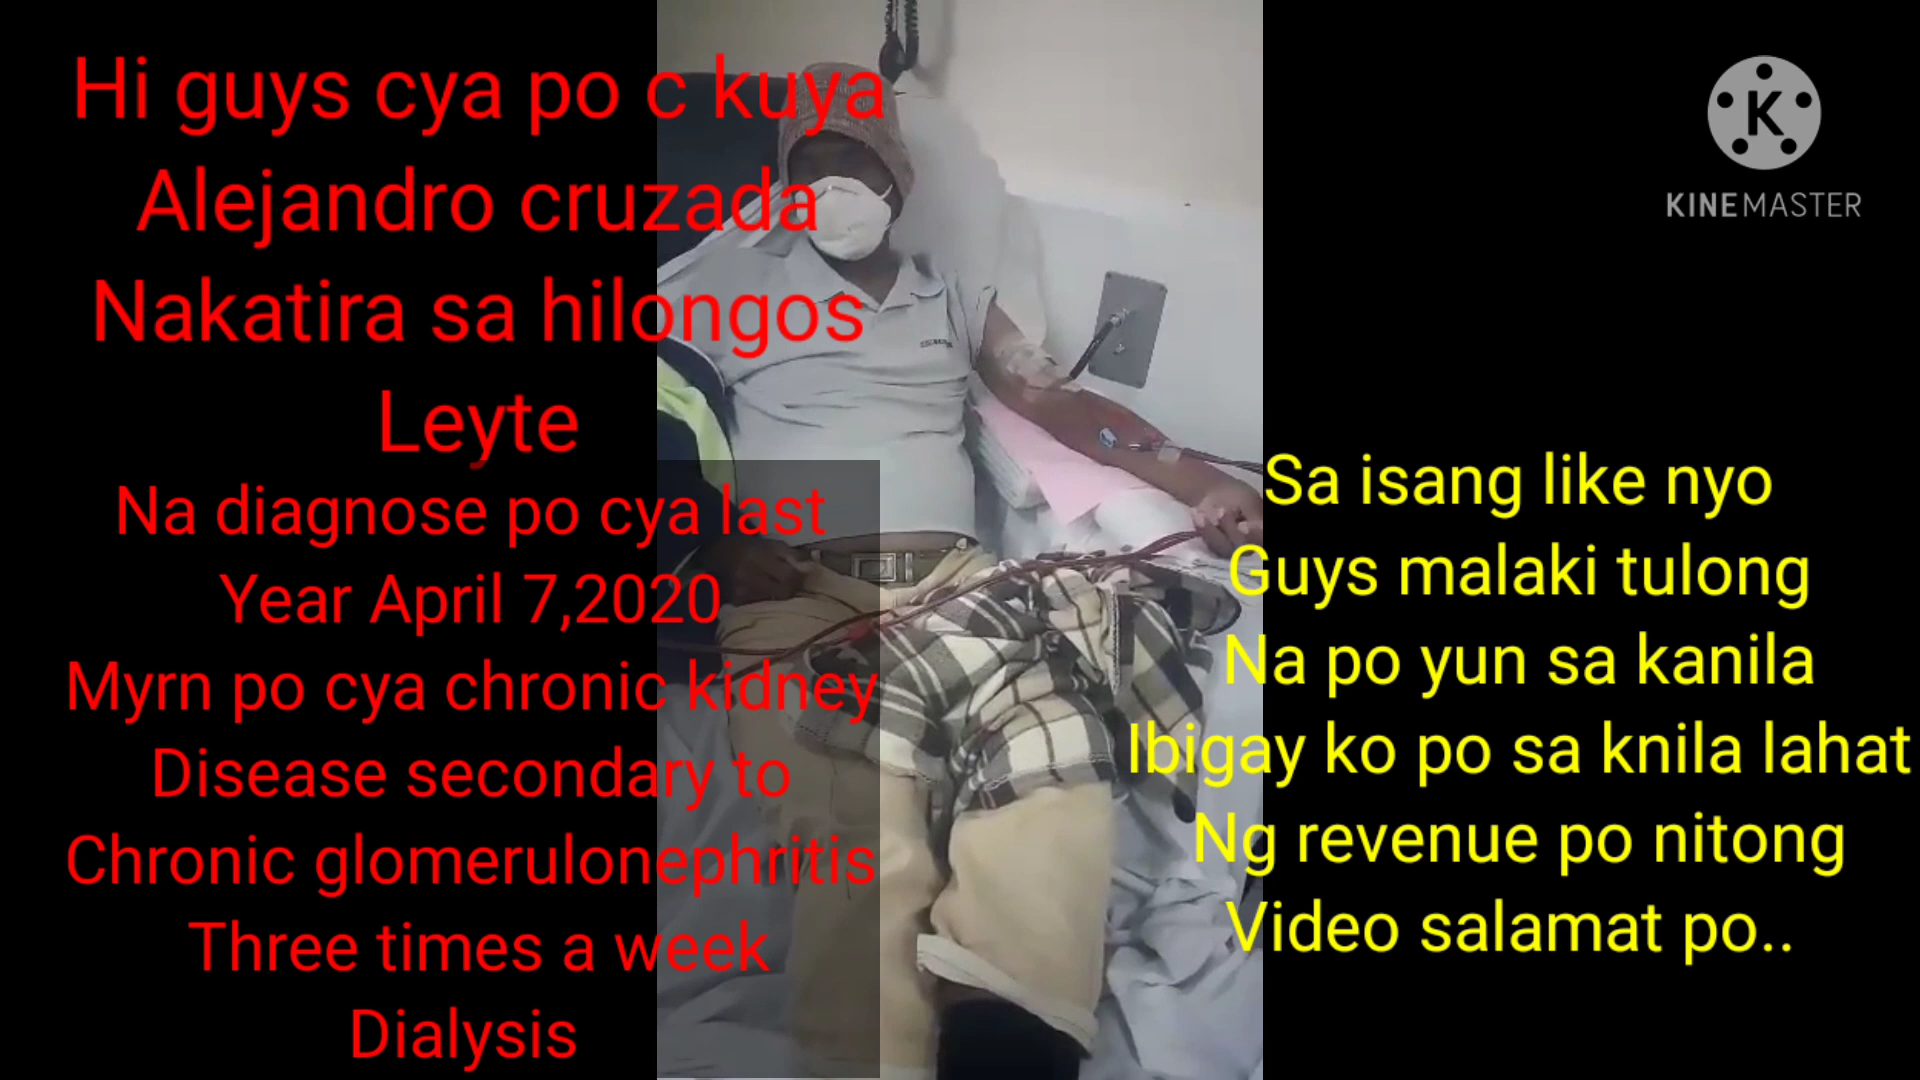 Hi guys cya po c kuya
Alejandro cruzada
Nakatira sa hilongos
Leyte
Na diagnose po cya last
Year April 7,2020
Myrn po cya chronic kidney
Disease secondary to
Chronic glomerulonephritis
Three times a week
Dialysis
KINEMASTER
Sa isang like nyo
Guys malaki tulong
Na po yun sa kanila
Ibigay ko po sa knila lahat
Ng revenue po nitong
Video salamat po..